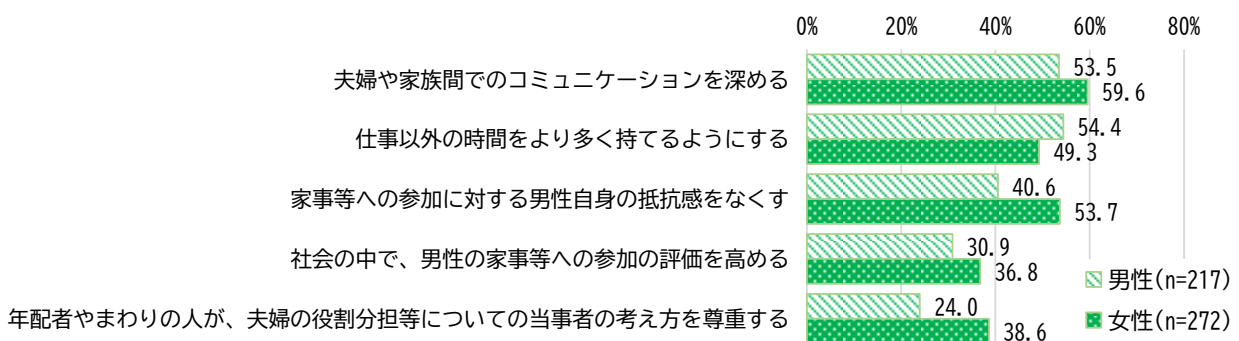 0% 20% 40% 60% 80%
夫婦や家族間でのコミュニケーションを深める 53.5
59.6
仕事以外の時間をより多く持てるようにする 54.4
49.3
家事等への参加に対する男性自身の抵抗感をなくす 40.6
53.7
社会の中で、男性の家事等への参加の評価を高める 30.9
36.8
年配者やまわりの人が、夫婦の役割分担等についての当事者の考え方を尊重する 24.0
38.6
男性(n=217)
女性(n=272)